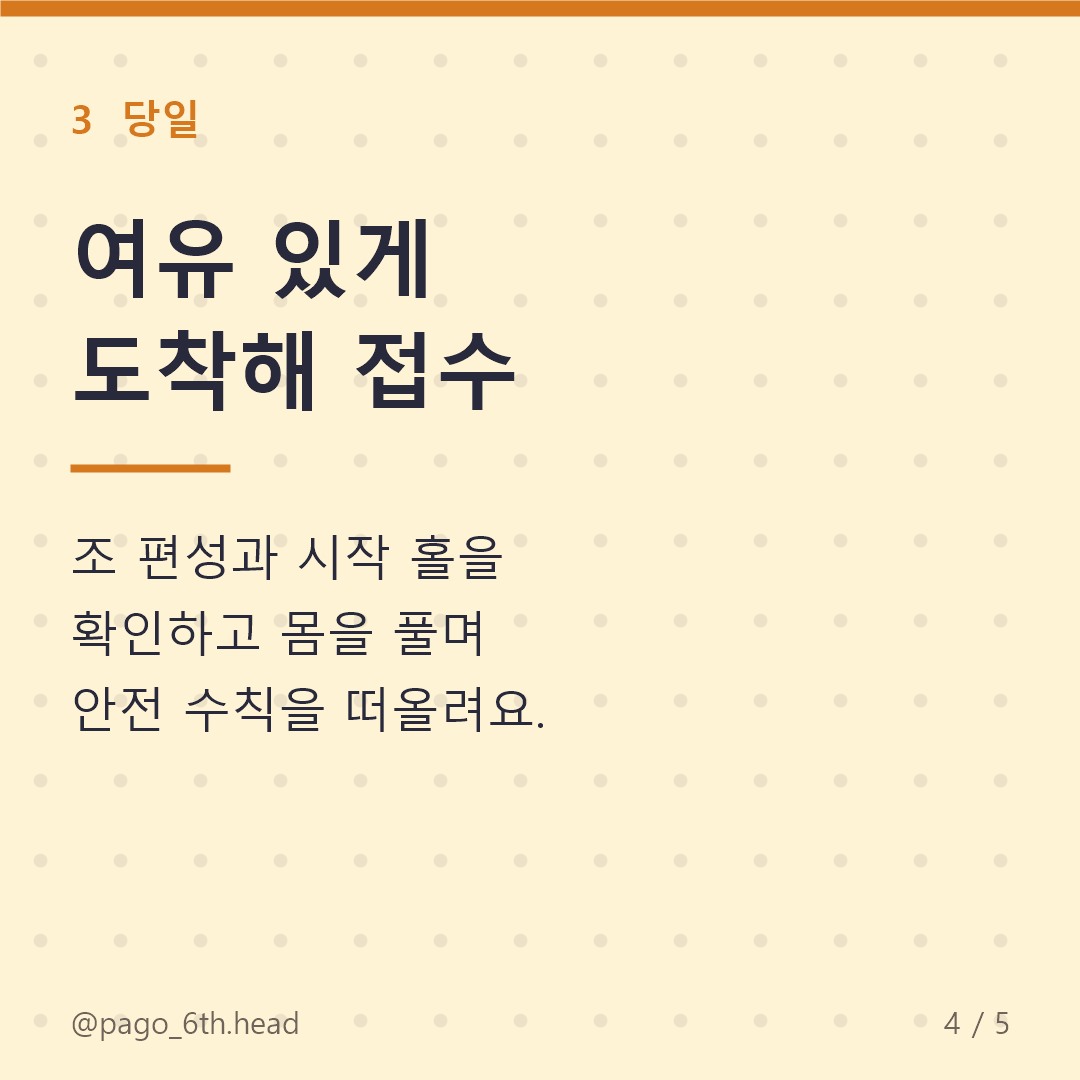 3 당일
여유 있게
도착해 접수
조 편성과 시작 홀을
확인하고 몸을 풀며
안전 수칙을 떠올려요.
@pago_6th.head
4 / 5